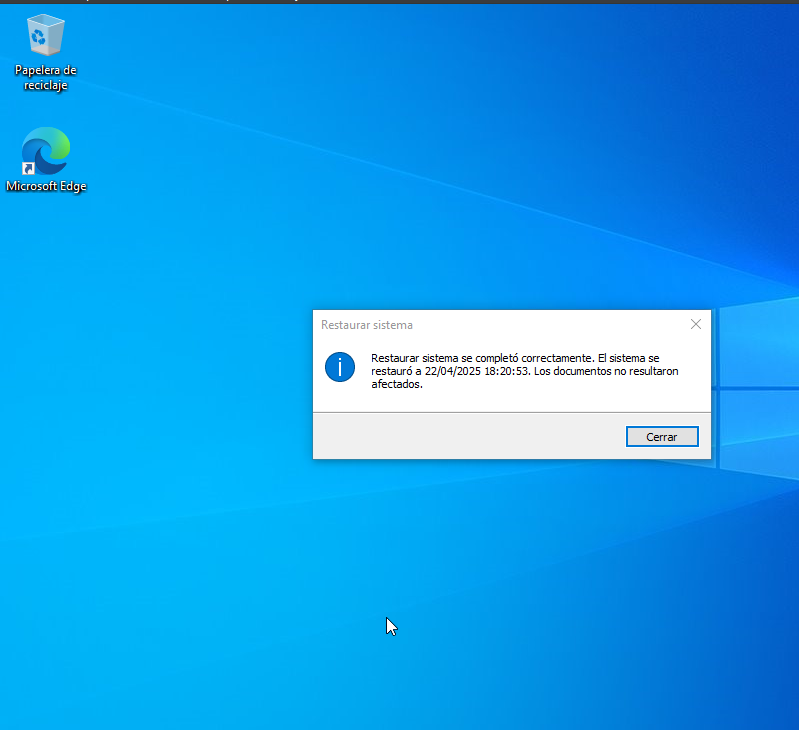 Papelera de
reciclaje
Microsoft Edge
Restaurar sistema
Restaurar sistema se completó correctamente. El sistema se
restauró a 22/04/2025 18:20:53. Los documentos no resultaron
afectados.
Cerrar